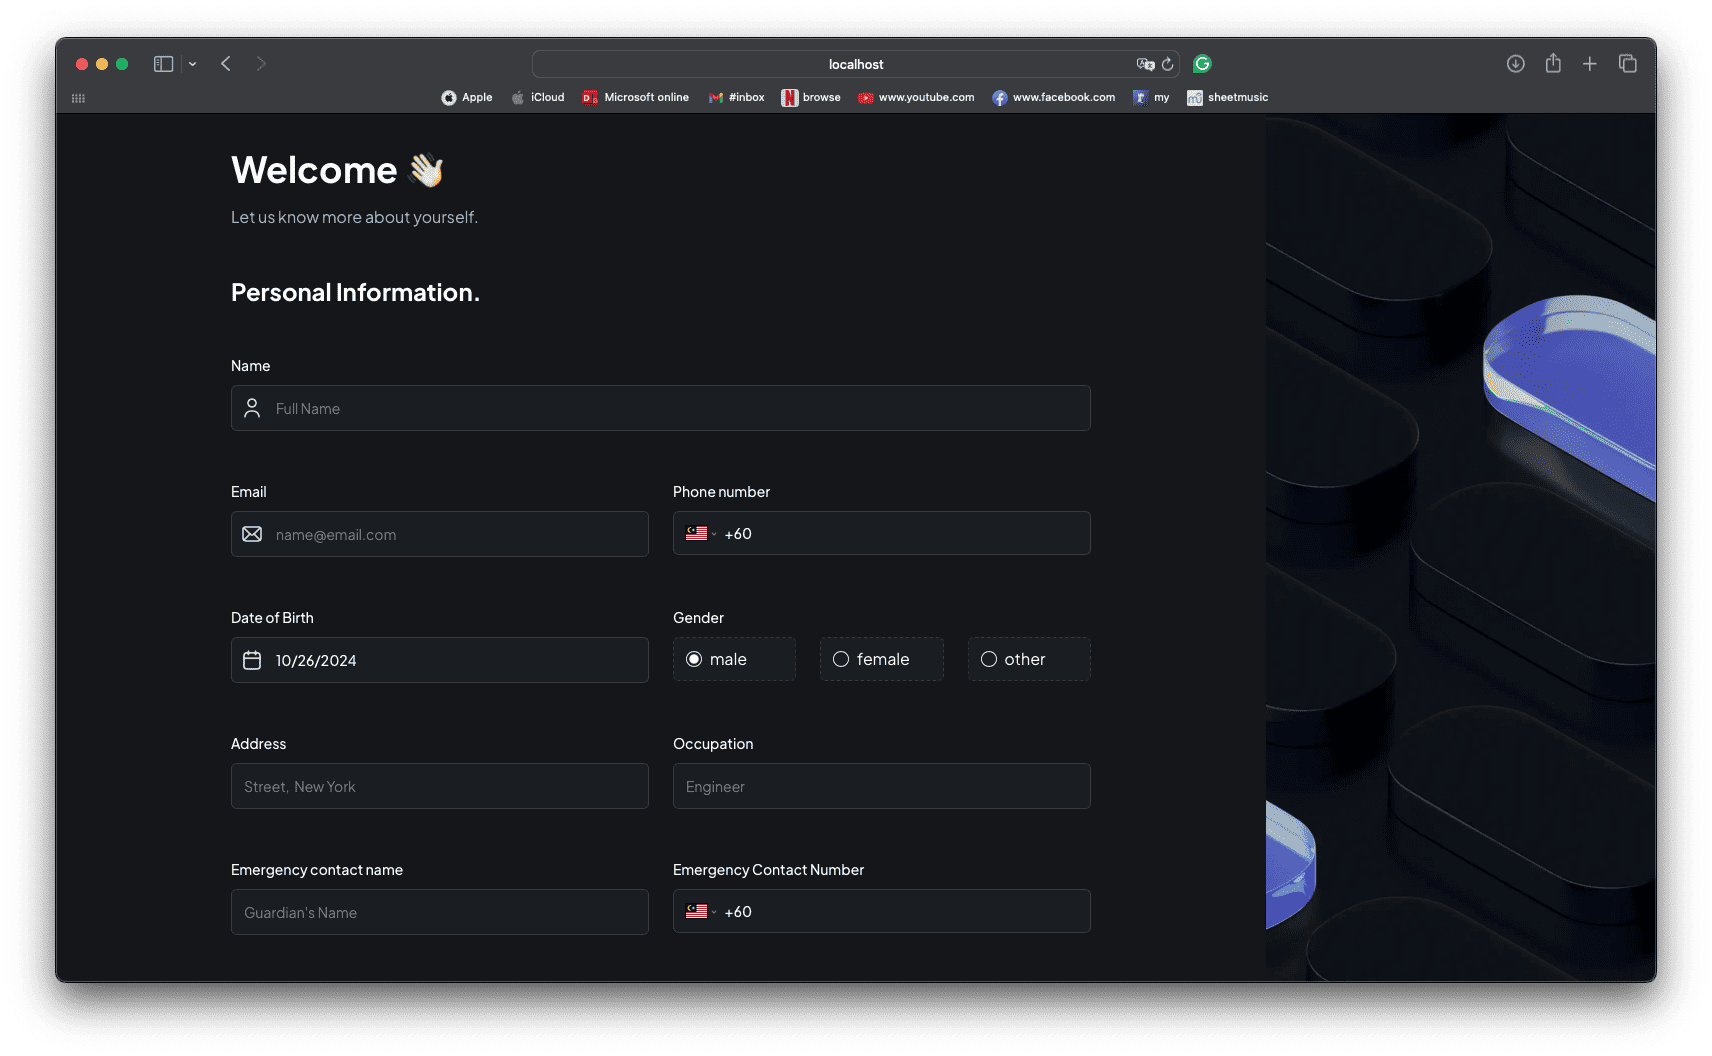 localhost
Apple iCloud Microsoft online #inbox browse www.youtube.com www.facebook.com my sheetmusic
Welcome 👋
Let us know more about yourself.
Personal Information.
Name
Full Name
Email Phone number
name@email.com +60
Date of Birth Gender
10/26/2024 male female other
Address Occupation
Street, New York Engineer
Emergency contact name Emergency Contact Number
Guardian's Name +60